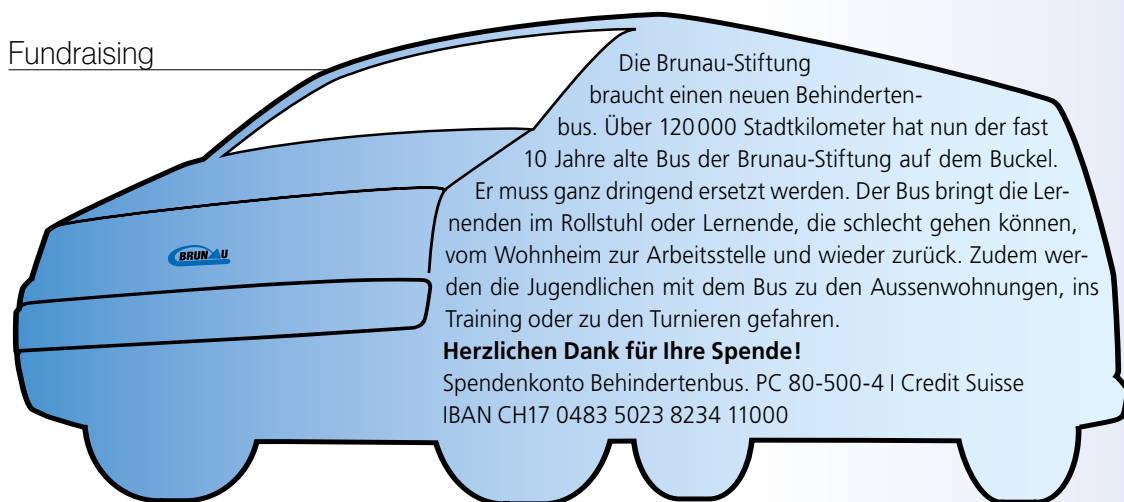 Fundraising
Die Brunau-Stiftung
braucht einen neuen Behinderten-
bus. Über 120 000 Stadtkilometer hat nun der fast
10 Jahre alte Bus der Brunau-Stiftung auf dem Buckel.
Er muss ganz dringend ersetzt werden. Der Bus bringt die Ler-
nenden im Rollstuhl oder Lernende, die schlecht gehen können,
vom Wohnheim zur Arbeitsstelle und wieder zurück. Zudem wer-
den die Jugendlichen mit dem Bus zu den Aussenwohnungen, ins
Training oder zu den Turnieren gefahren.
Herzlichen Dank für Ihre Spende!
Spendenkonto Behindertenbus. PC 80-500-4 I Credit Suisse
IBAN CH17 0483 5023 8234 11000
BRUNAU